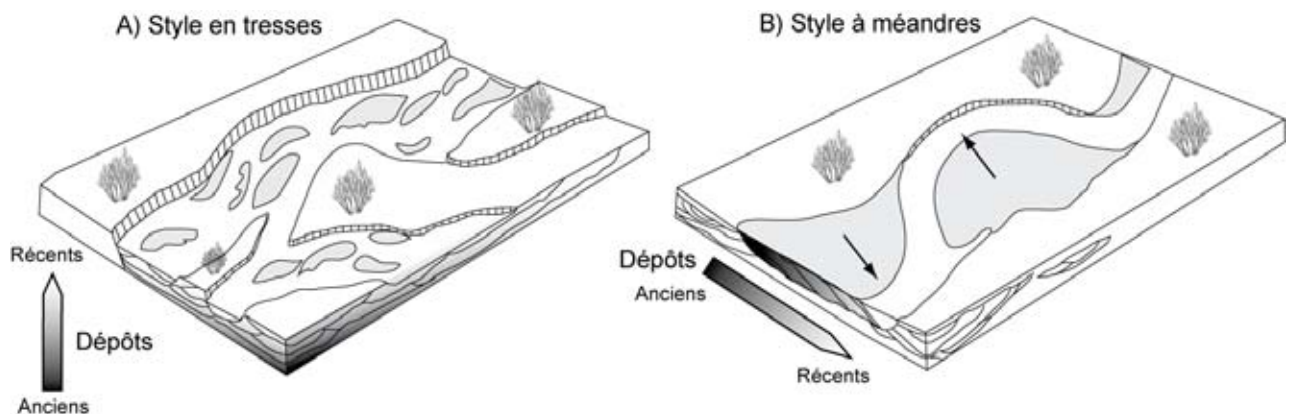 A) Style en tresses
Récents
Dépôts
Anciens
B) Style à méandres
Dépôts
Anciens
Récents